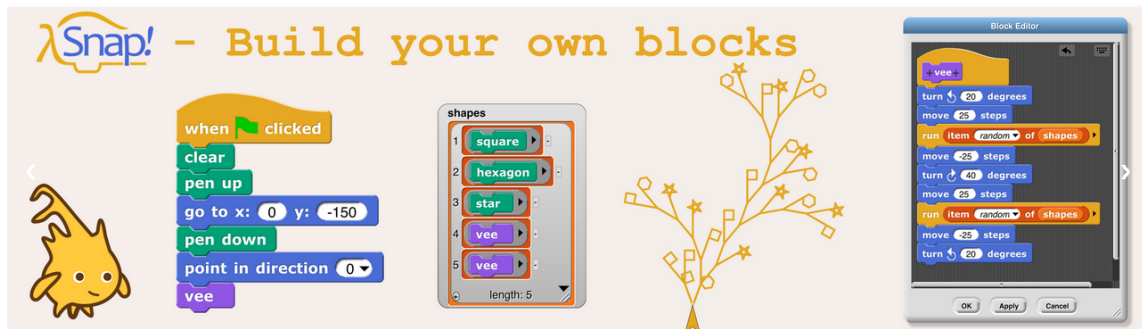 λSnap! - Build your own blocks
when clicked
clear
pen up
go to x: 0 y: -150
pen down
point in direction 0
vee
shapes
1 square
2 hexagon
3 star
4 vee
5 vee
length: 5
Block Editor
+vee+
turn 20 degrees
move 25 steps
run item random of shapes
move -25 steps
turn 40 degrees
move 25 steps
run item random of shapes
move -25 steps
turn 20 degrees
OK Apply Cancel